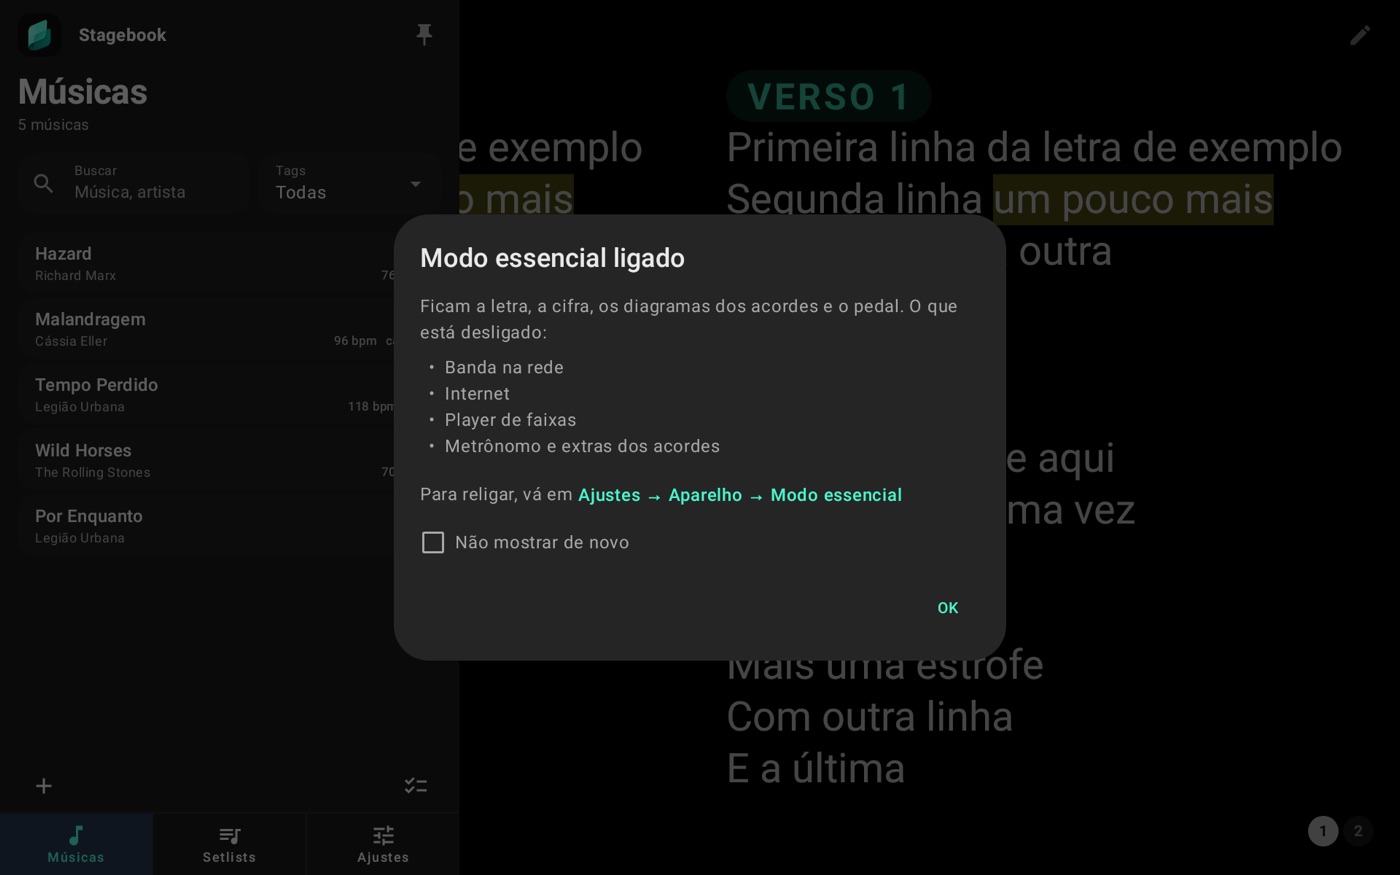 Stagebook
Músicas
5 músicas
Buscar
Música, artista
Tags
Todas
Hazard
Richard Marx
76
Malandragem
Cássia Eller
96 bpm
Tempo Perdido
Legião Urbana
118 bpm
Wild Horses
The Rolling Stones
70
Por Enquanto
Legião Urbana
Músicas
Setlists
Ajustes
e exemplo
o mais
VERSO 1
Primeira linha da letra de exemplo
Segunda linha um pouco mais
outra
e aqui
ma vez
Mais uma estrofe
Com outra linha
E a última
1 2
Modo essencial ligado
Ficam a letra, a cifra, os diagramas dos acordes e o pedal. O que
está desligado:
• Banda na rede
• Internet
• Player de faixas
• Metrônomo e extras dos acordes
Para religar, vá em Ajustes → Aparelho → Modo essencial
Não mostrar de novo
OK